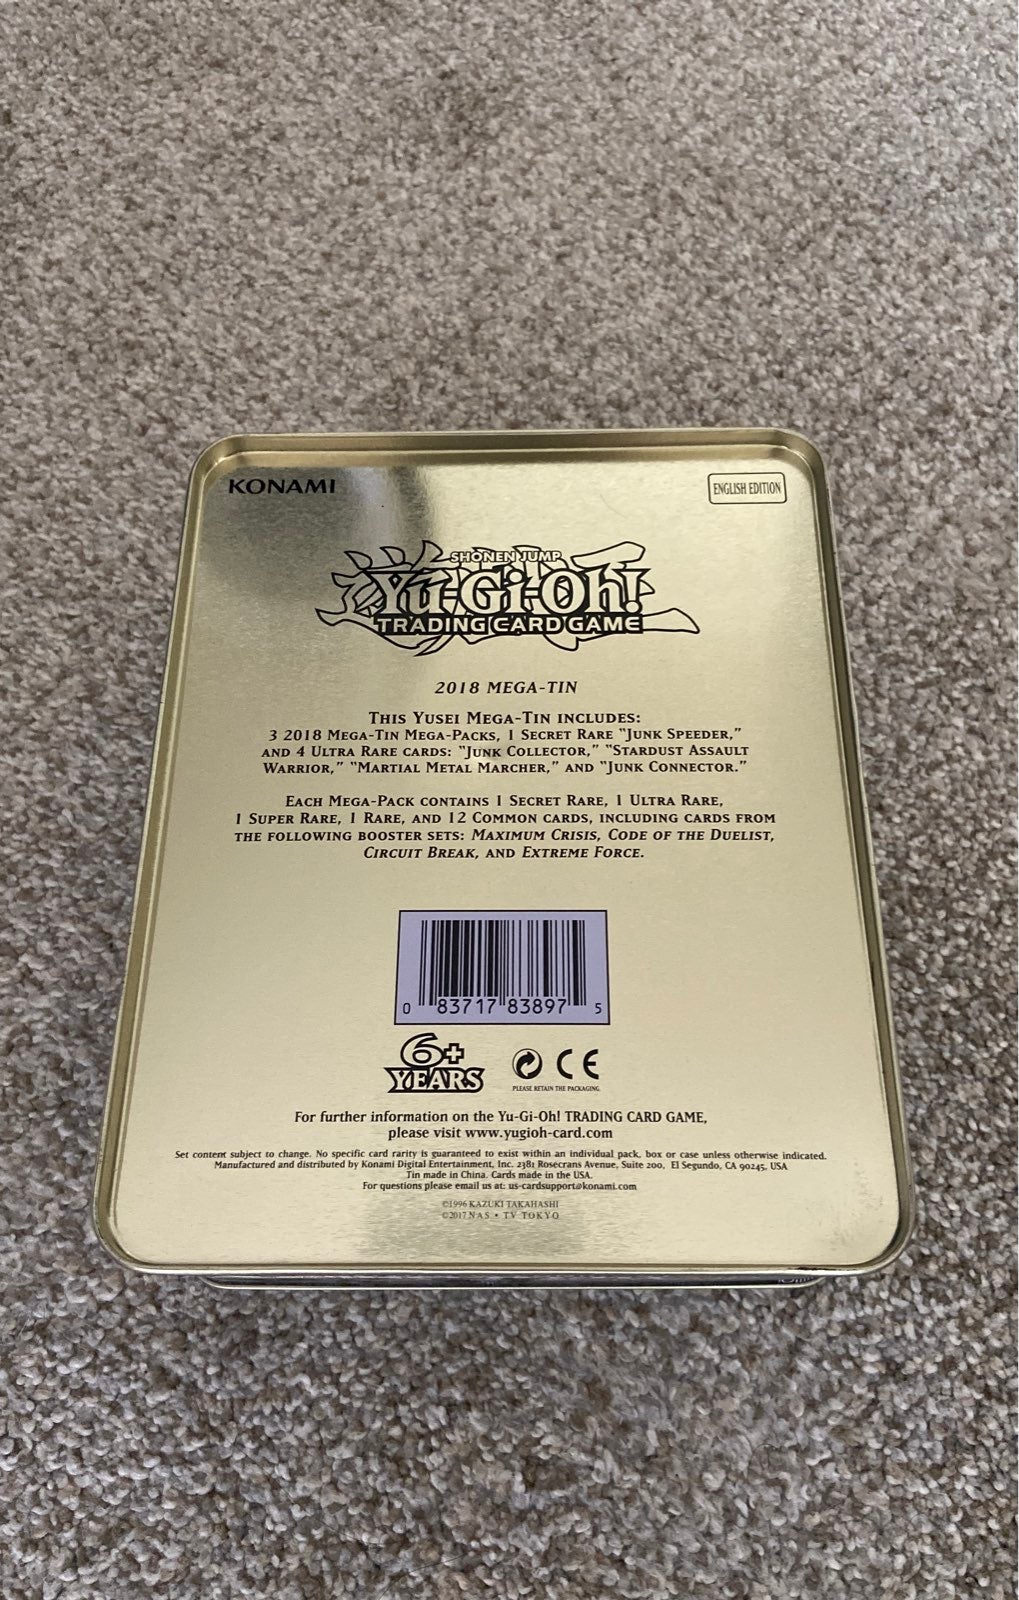 KONAMI
ENGLISH EDITION
SHONEN JUMP
Yu-Gi-Oh!
TRADING CARD GAME
2018 MEGA-TIN
THIS YUSEI MEGA-TIN INCLUDES:
3 2018 MEGA-TIN MEGA-PACKS, 1 SECRET RARE “JUNK SPEEDER,”
AND 4 ULTRA RARE CARDS: “JUNK COLLECTOR,” “STARDUST ASSAULT
WARRIOR,” “MARTIAL METAL MARCHER,” AND “JUNK CONNECTOR.”
EACH MEGA-PACK CONTAINS 1 SECRET RARE, 1 ULTRA RARE,
1 SUPER RARE, 1 RARE, AND 12 COMMON CARDS, INCLUDING CARDS FROM
THE FOLLOWING BOOSTER SETS: MAXIMUM CRISIS, CODE OF THE DUELIST,
CIRCUIT BREAK, AND EXTREME FORCE.
0 83717 83897 5
6+
YEARS
CE
PLEASE RETAIN THE PACKAGING.
For further information on the Yu-Gi-Oh! TRADING CARD GAME,
please visit www.yugioh-card.com
Set content subject to change. No specific card rarity is guaranteed to exist within an individual pack, box or case unless otherwise indicated.
Manufactured and distributed by Konami Digital Entertainment, Inc. 2381 Rosecrans Avenue, Suite 200, El Segundo, CA 90245, USA
Tin made in China. Cards made in the USA.
For questions please email us at: us-cardsupport@konami.com
©1996 KAZUKI TAKAHASHI
©2017 NAS • TV TOKYO